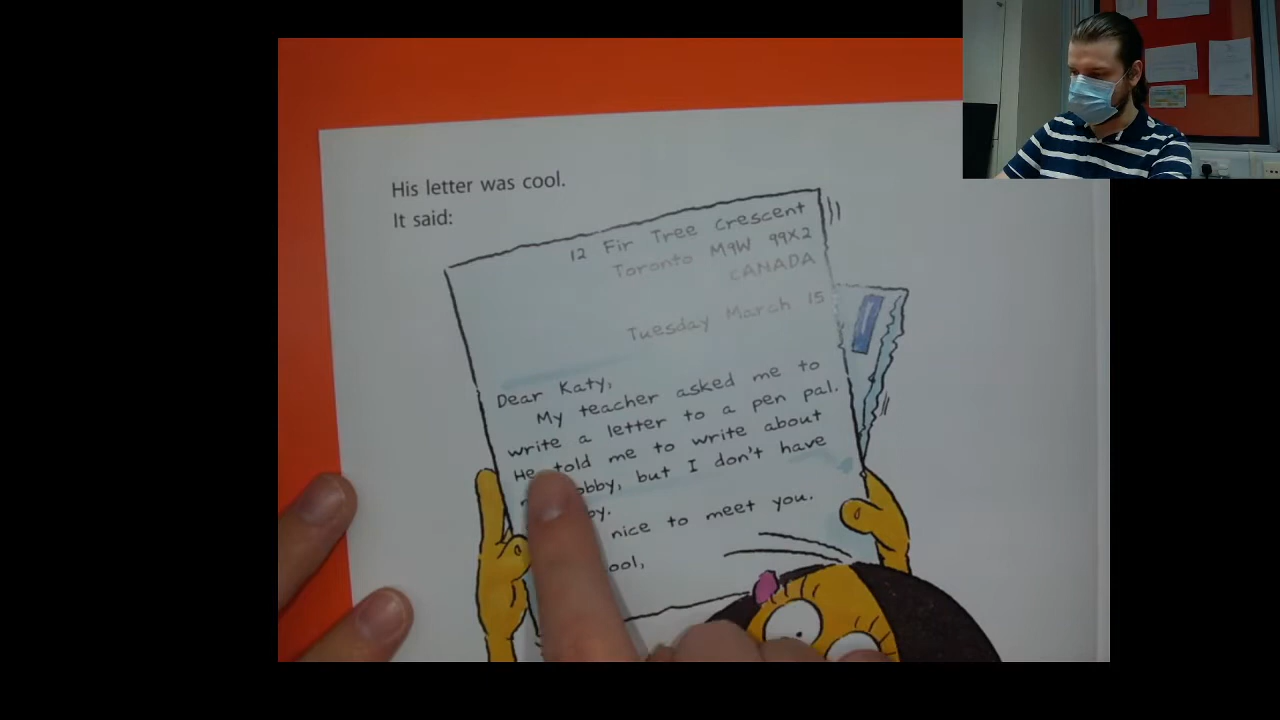 His letter was cool.
It said:
12 Fir Tree Crescent
Toronto M9W 99X2
CANADA
Tuesday March 15
Dear Katy,
My teacher asked me to
write a letter to a pen pal.
He told me to write about
but I don't have
nice to meet you.